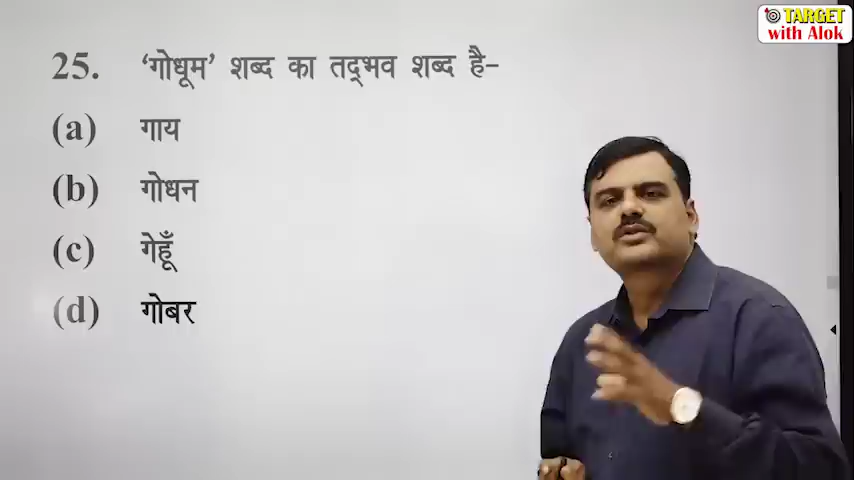 TARGET
with Alok
25. ‘गोधूम’ शब्द का तद्भव शब्द है-
(a) गाय
(b) गोधन
(c) गेहूँ
(d) गोबर